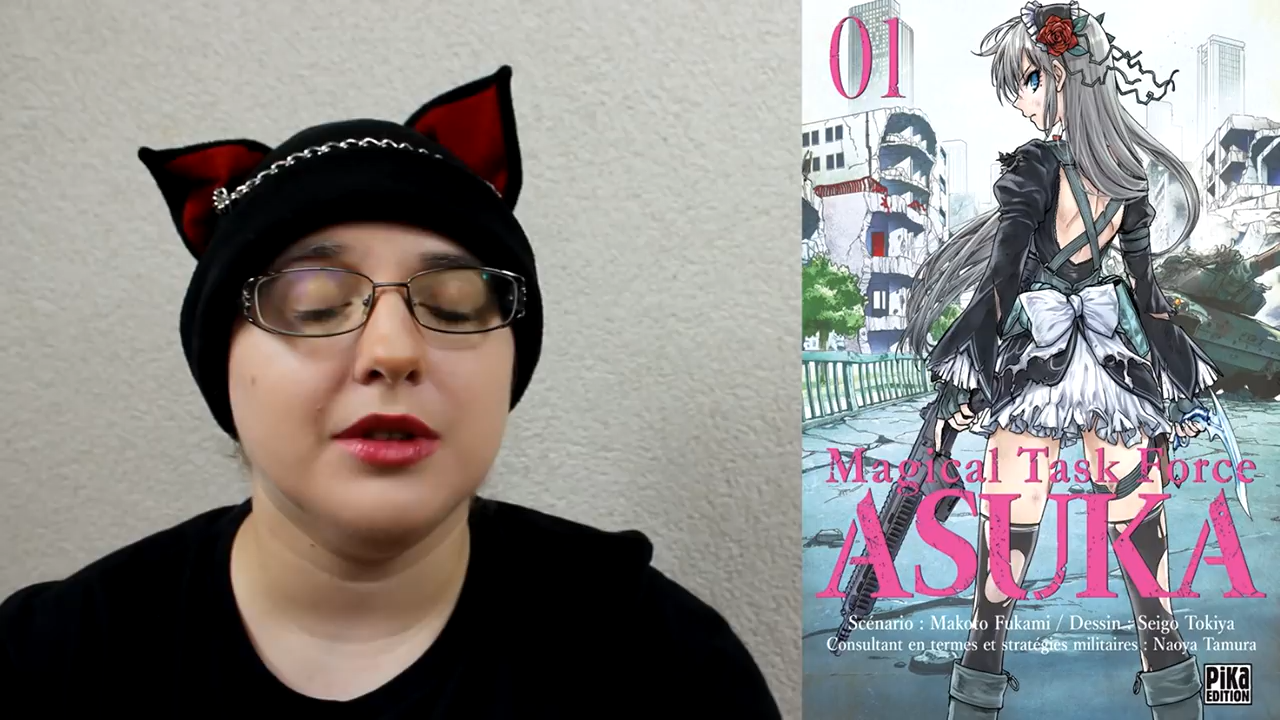 01
Magical Task Force
ASUKA
Scénario : Makoto Fukami / Dessin : Seigo Tokiya
Consultant en termes et stratégies militaires : Naoya Tamura
PiKa
EDITION